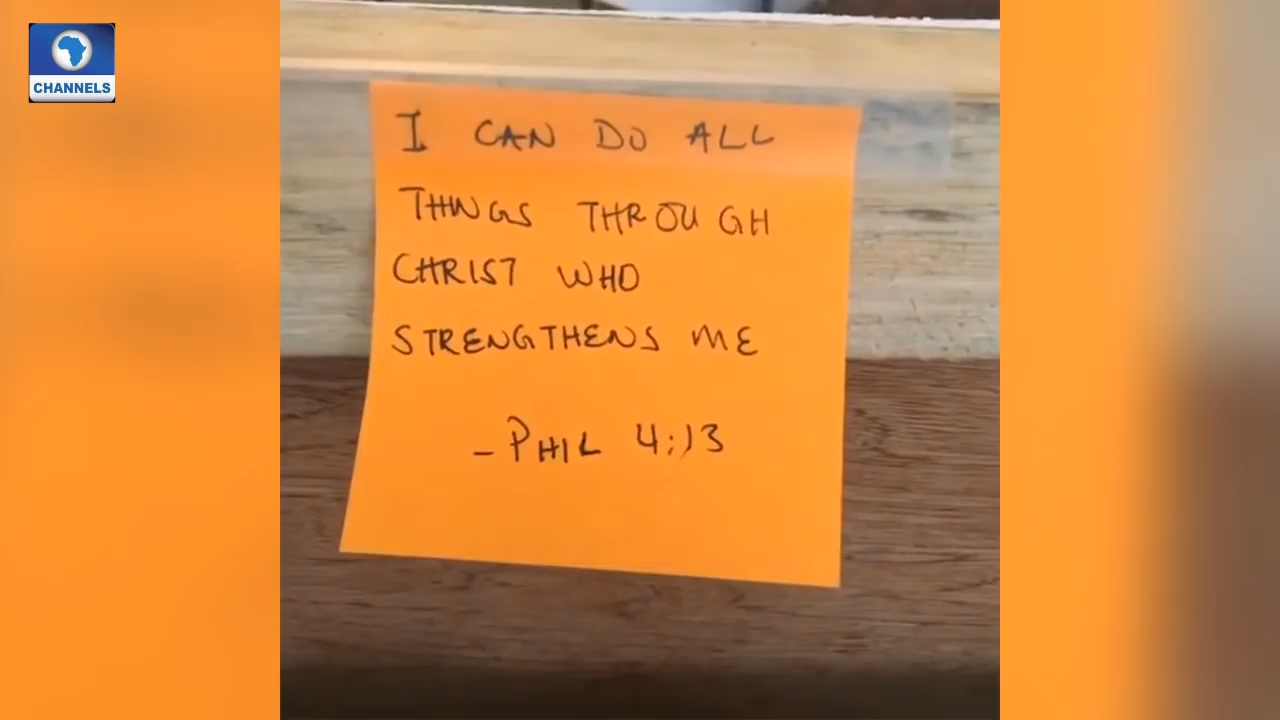 CHANNELS
I CAN DO ALL
THINGS THROUGH
CHRIST WHO
STRENGTHENS ME
- PHIL 4:13